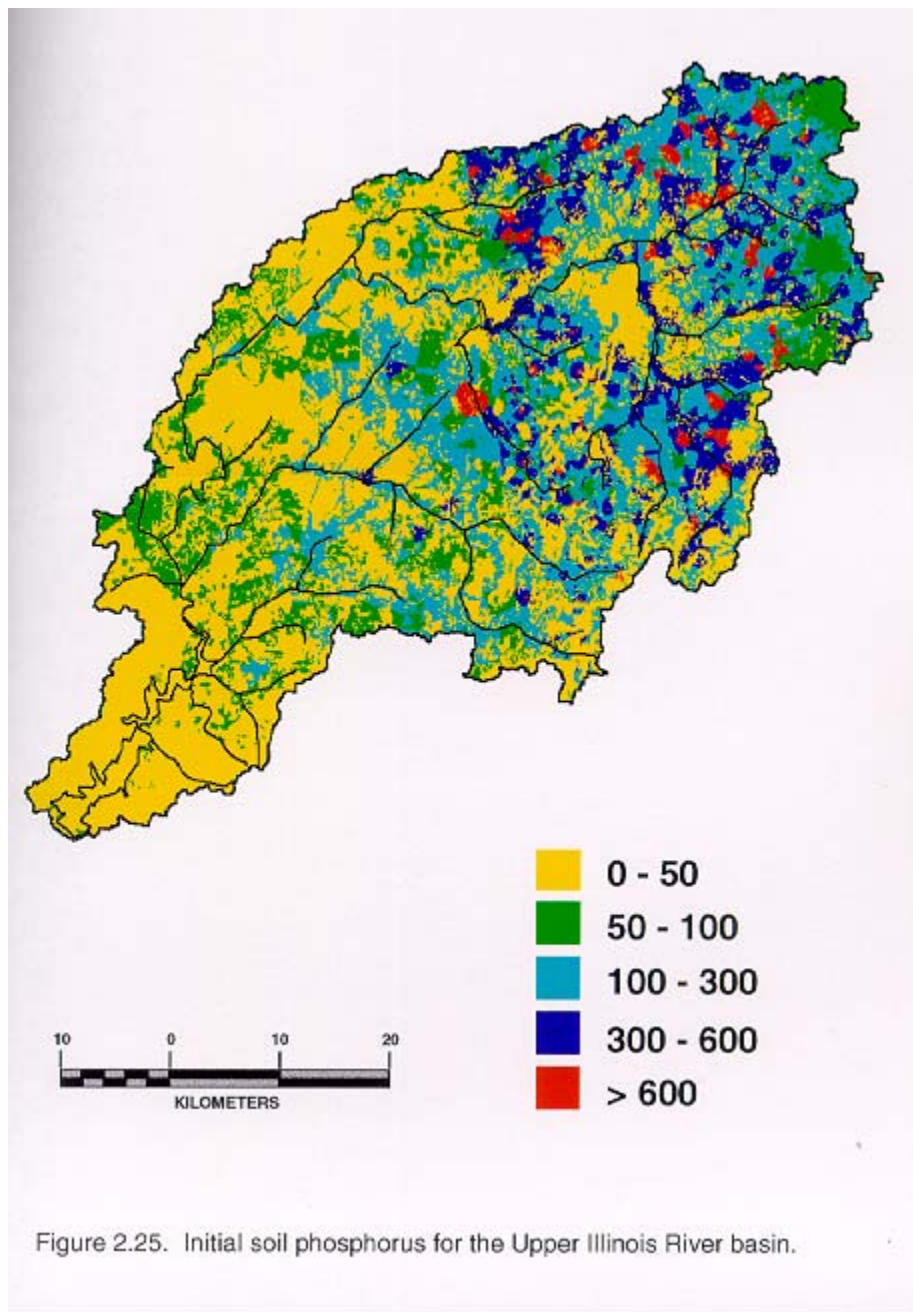 0 - 50
50 - 100
100 - 300
300 - 600
> 600
10 0 10 20
KILOMETERS
Figure 2.25. Initial soil phosphorus for the Upper Illinois River basin.